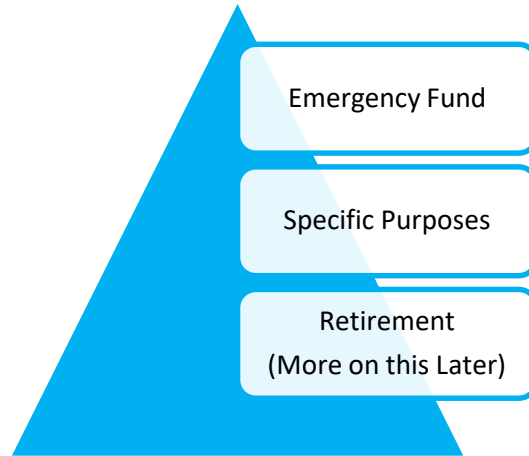 Emergency Fund
Specific Purposes
Retirement
(More on this Later)